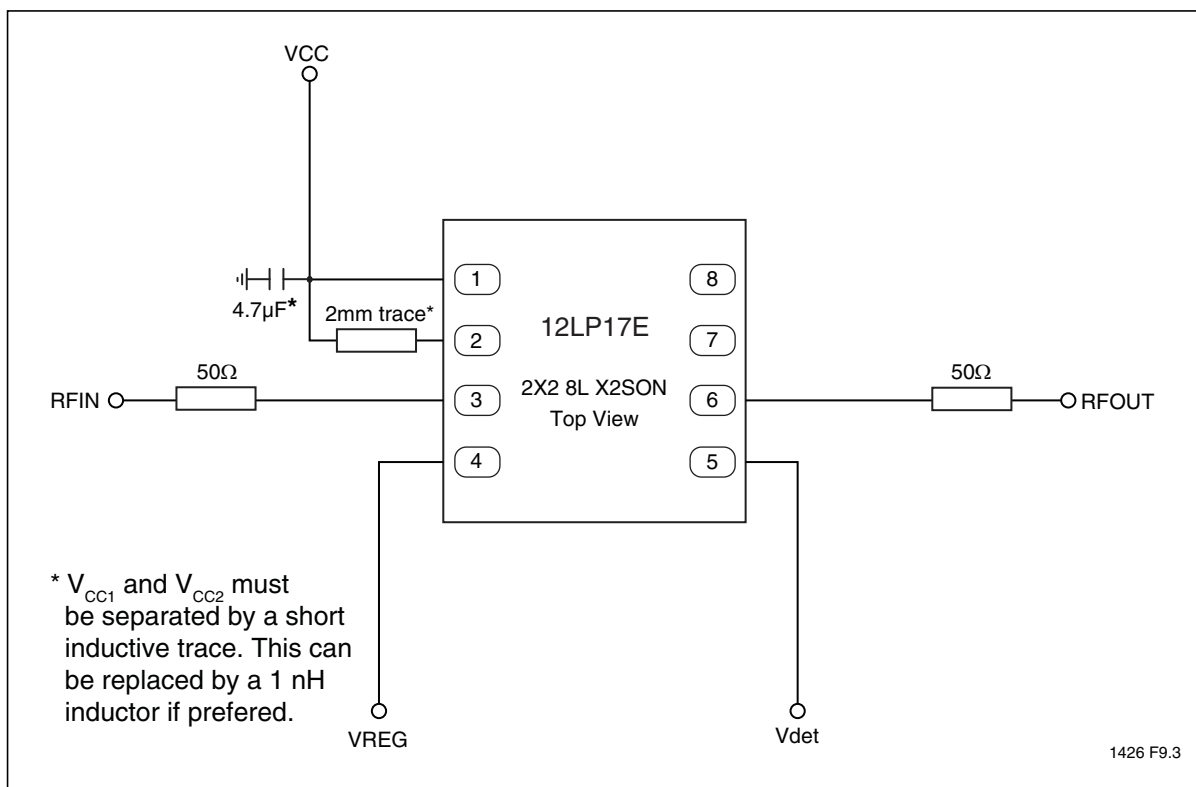 VCC
4.7µF*
2mm trace*
1
2
3
4
8
7
6
5
12LP17E
2X2 8L X2SON
Top View
RFIN
50Ω
50Ω
RFOUT
* VCC1 and VCC2 must
be separated by a short
inductive trace. This can
be replaced by a 1 nH
inductor if prefered.
VREG
Vdet
1426 F9.3